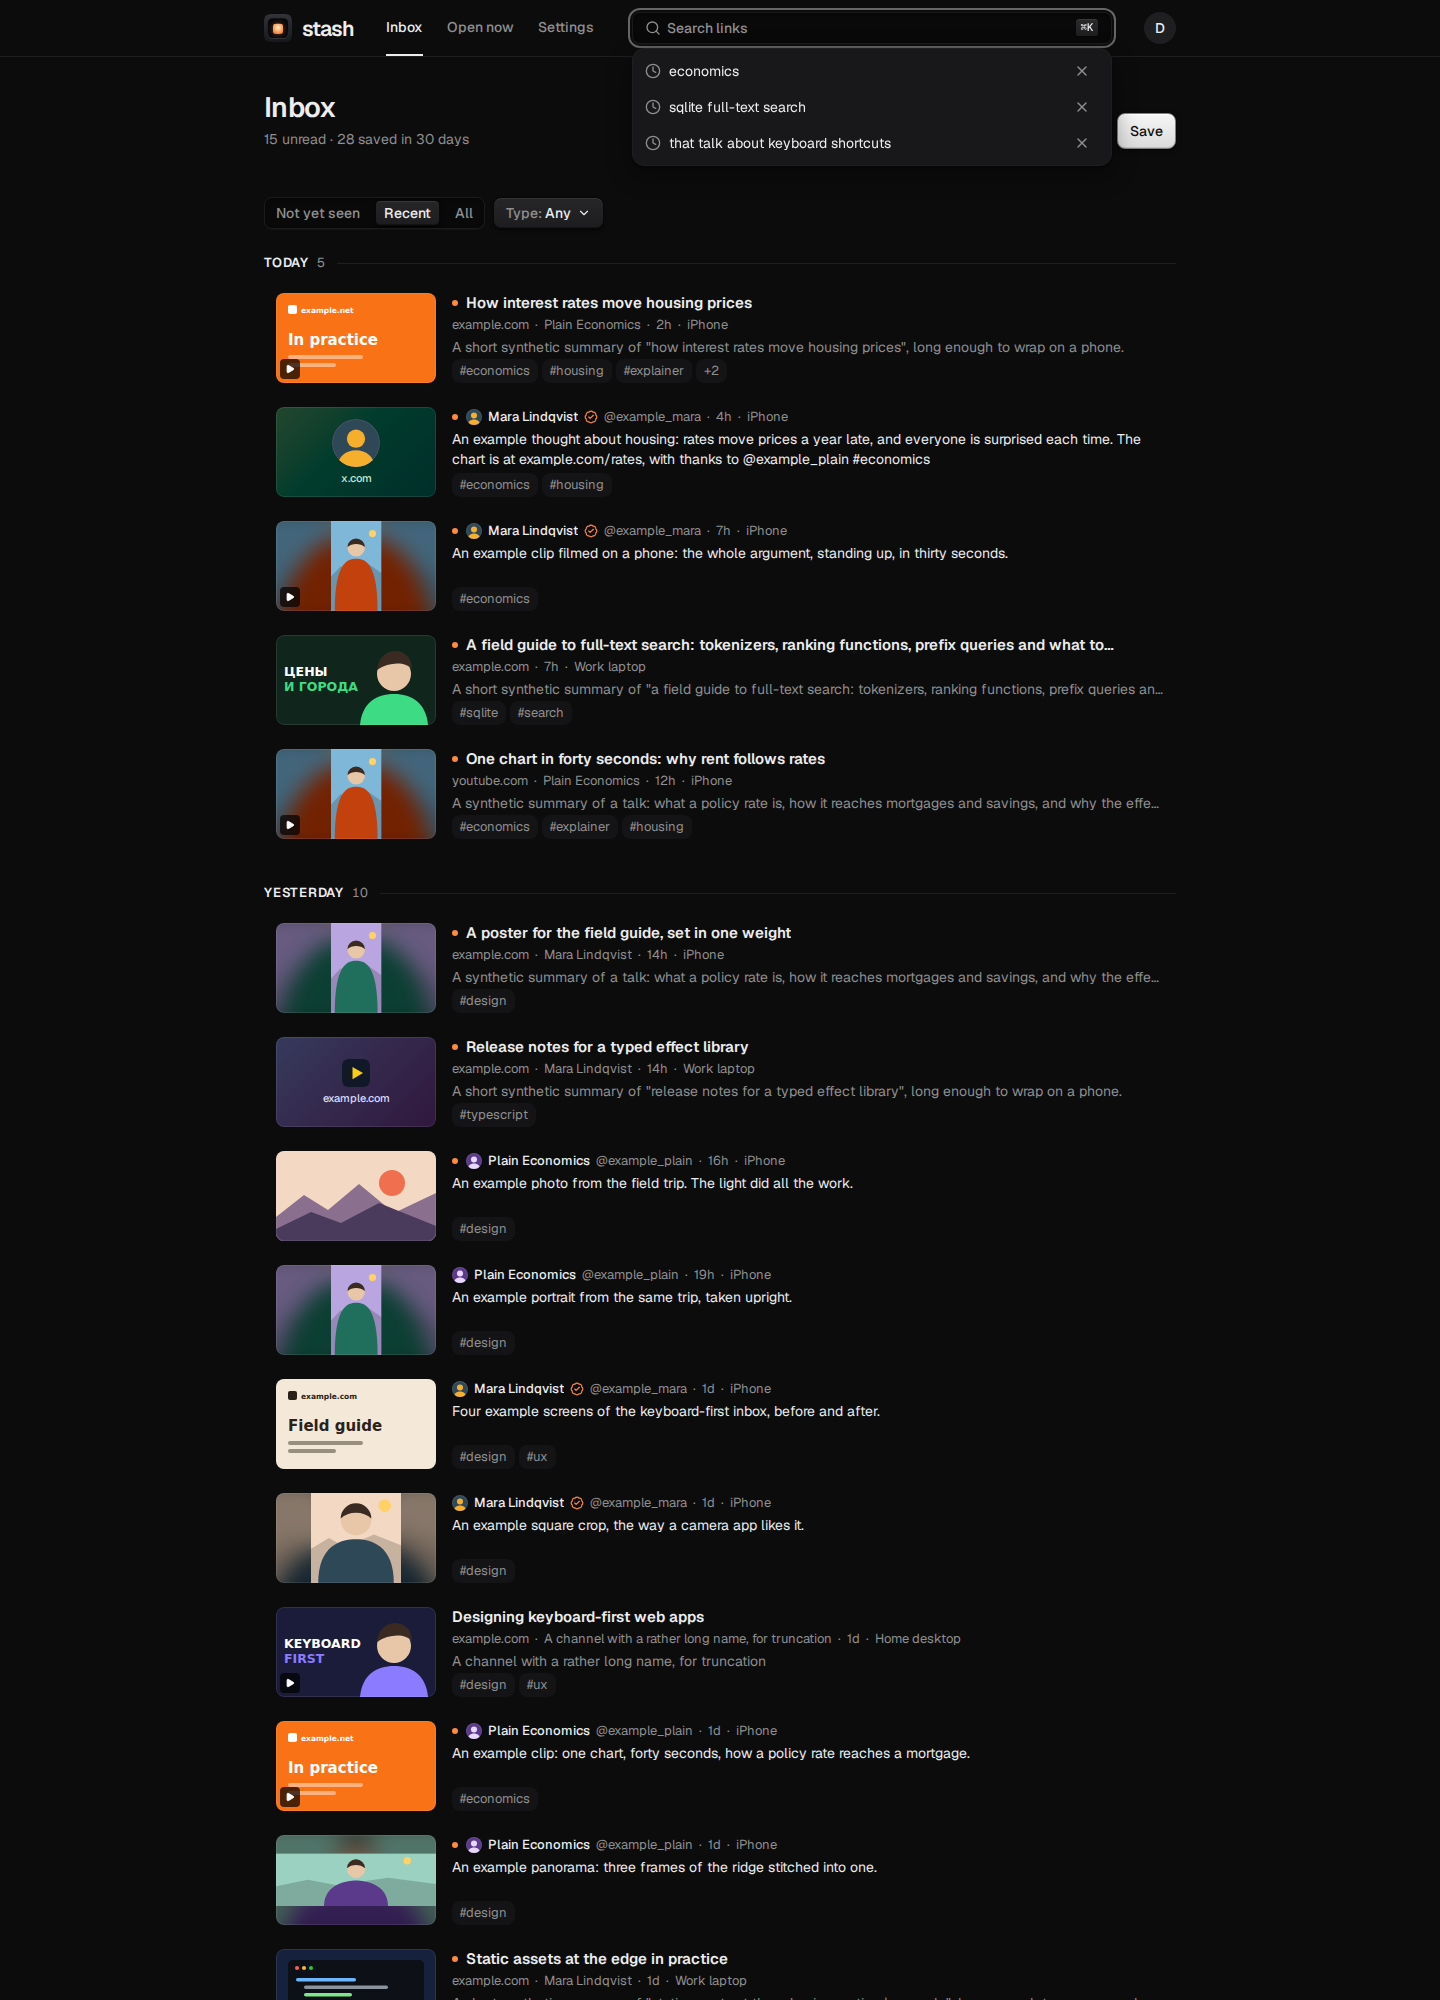 stash
Inbox
Open now
Settings
Search links
⌘K
D
economics
sqlite full-text search
that talk about keyboard shortcuts
Inbox
15 unread · 28 saved in 30 days
Save
Not yet seen
Recent
All
Type: Any
TODAY 5
example.net
In practice
How interest rates move housing prices
example.com · Plain Economics · 2h · iPhone
A short synthetic summary of "how interest rates move housing prices", long enough to wrap on a phone.
#economics #housing #explainer +2
x.com
Mara Lindqvist @example_mara · 4h · iPhone
An example thought about housing: rates move prices a year late, and everyone is surprised each time. The
chart is at example.com/rates, with thanks to @example_plain #economics
#economics #housing
Mara Lindqvist @example_mara · 7h · iPhone
An example clip filmed on a phone: the whole argument, standing up, in thirty seconds.
#economics
ЦЕНЫ
И ГОРОДА
A field guide to full-text search: tokenizers, ranking functions, prefix queries and what to...
example.com · 7h · Work laptop
A short synthetic summary of "a field guide to full-text search: tokenizers, ranking functions, prefix queries an...
#sqlite #search
One chart in forty seconds: why rent follows rates
youtube.com · Plain Economics · 12h · iPhone
A synthetic summary of a talk: what a policy rate is, how it reaches mortgages and savings, and why the effe...
#economics #explainer #housing
YESTERDAY 10
A poster for the field guide, set in one weight
example.com · Mara Lindqvist · 14h · iPhone
A synthetic summary of a talk: what a policy rate is, how it reaches mortgages and savings, and why the effe...
#design
example.com
Release notes for a typed effect library
example.com · Mara Lindqvist · 14h · Work laptop
A short synthetic summary of "release notes for a typed effect library", long enough to wrap on a phone.
#typescript
Plain Economics @example_plain · 16h · iPhone
An example photo from the field trip. The light did all the work.
#design
Plain Economics @example_plain · 19h · iPhone
An example portrait from the same trip, taken upright.
#design
example.com
Field guide
Mara Lindqvist @example_mara · 1d · iPhone
Four example screens of the keyboard-first inbox, before and after.
#design #ux
Mara Lindqvist @example_mara · 1d · iPhone
An example square crop, the way a camera app likes it.
#design
KEYBOARD
FIRST
Designing keyboard-first web apps
example.com · A channel with a rather long name, for truncation · 1d · Home desktop
A channel with a rather long name, for truncation
#design #ux
example.net
In practice
Plain Economics @example_plain · 1d · iPhone
An example clip: one chart, forty seconds, how a policy rate reaches a mortgage.
#economics
Plain Economics @example_plain · 1d · iPhone
An example panorama: three frames of the ridge stitched into one.
#design
Static assets at the edge in practice
example.com · Mara Lindqvist · 1d · Work laptop